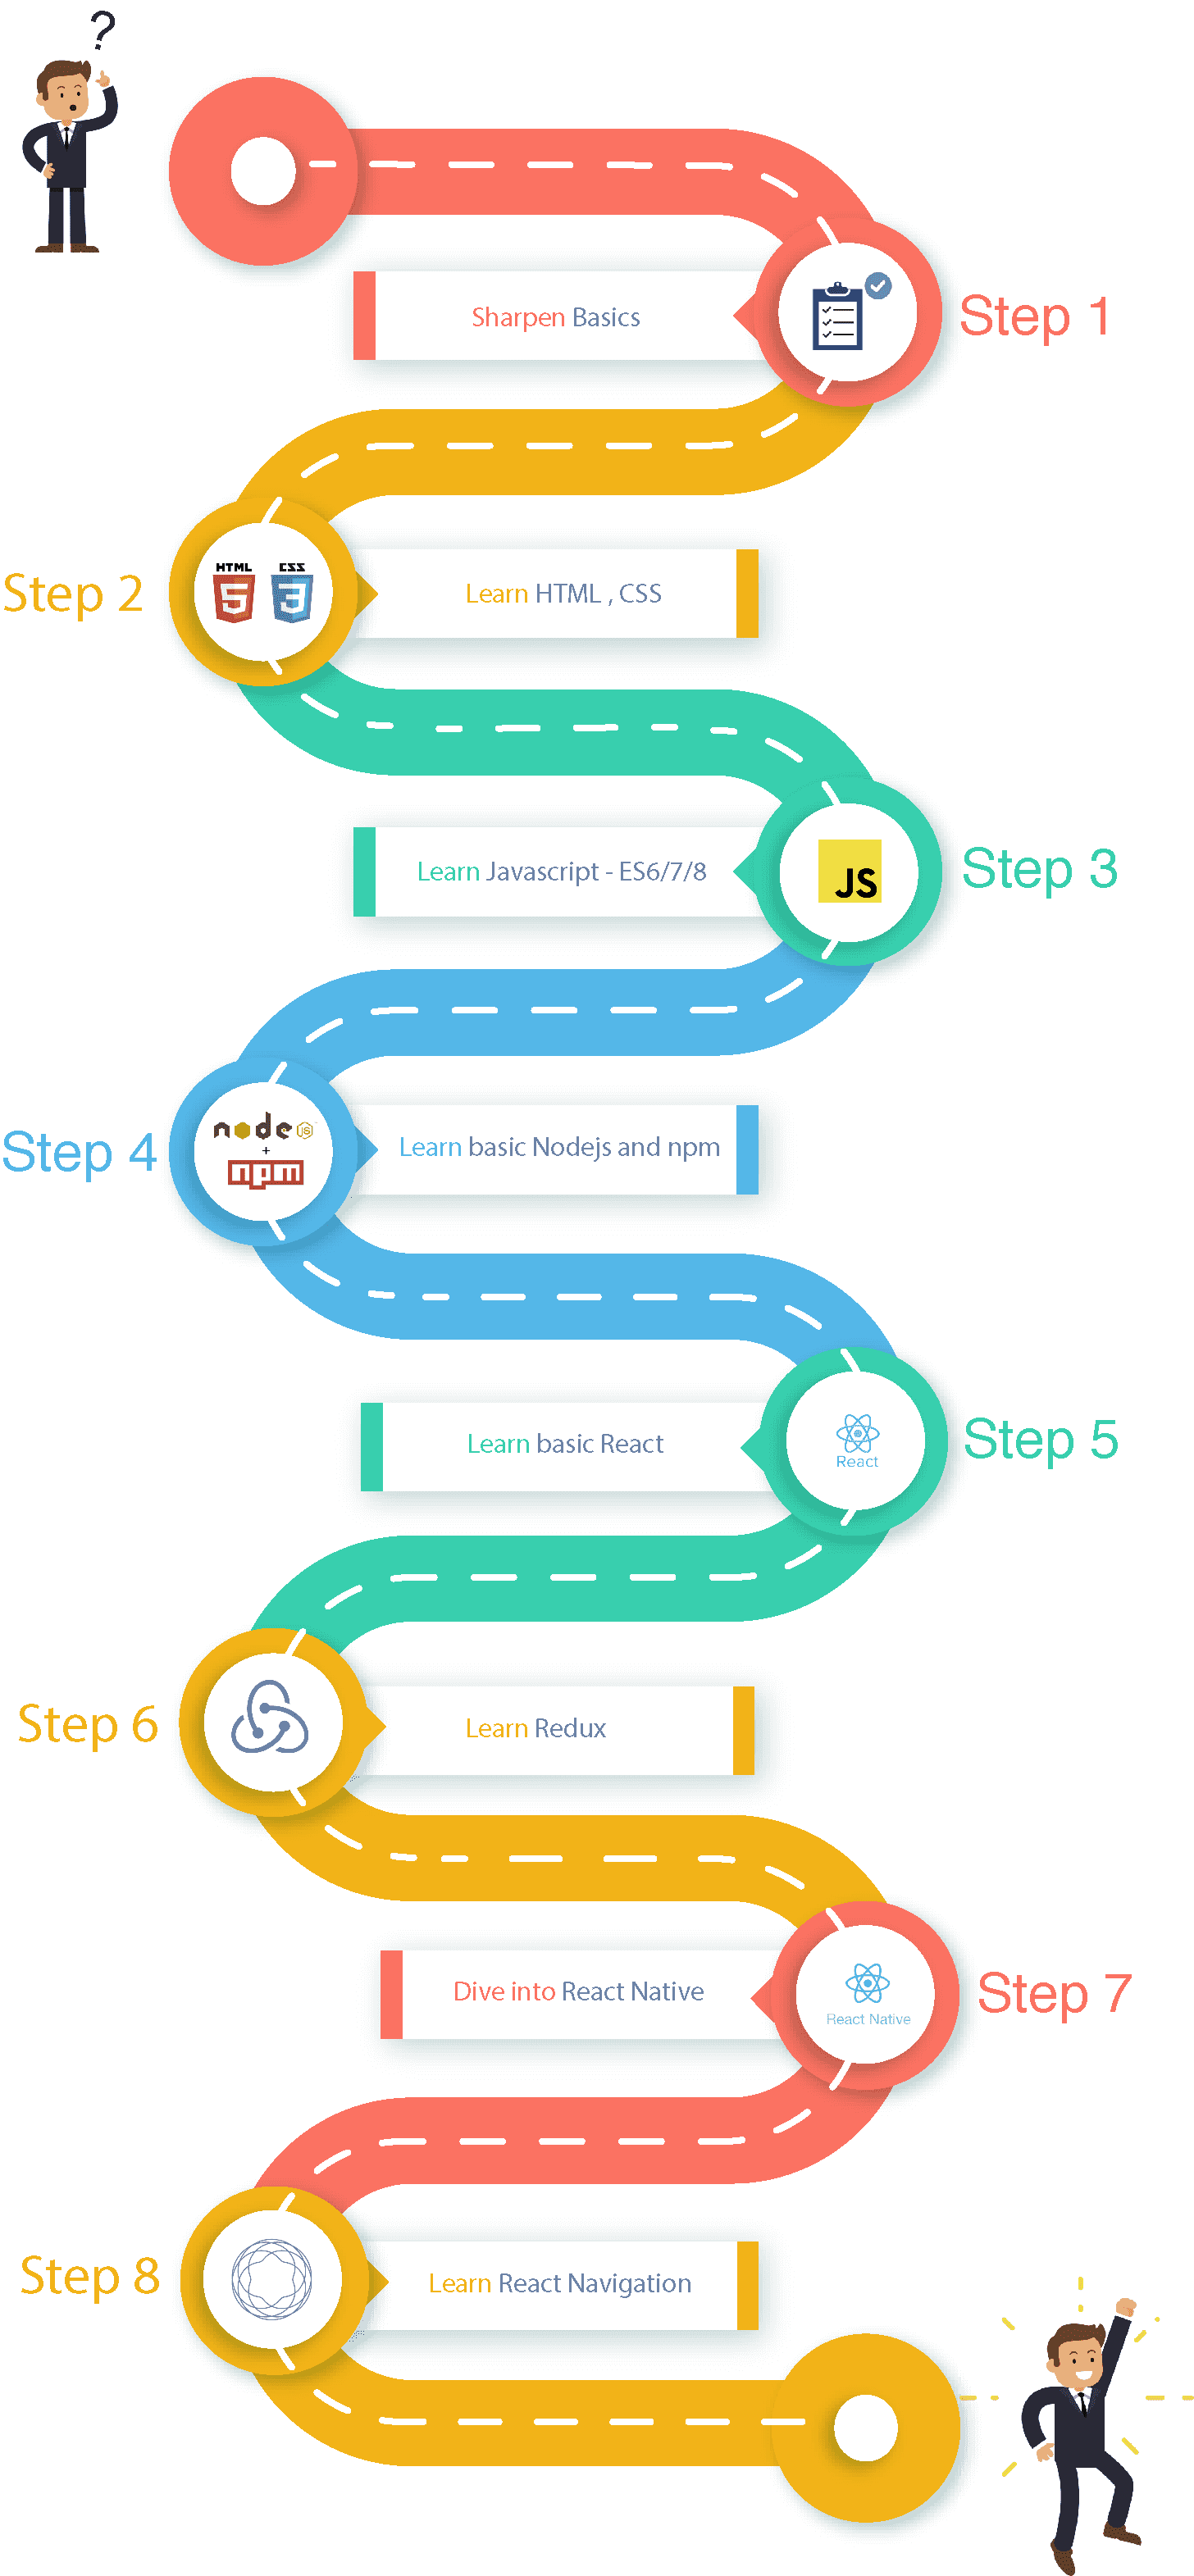 ?
Sharpen Basics
Step 1
HTML CSS
Step 2
Learn HTML , CSS
Learn Javascript - ES6/7/8
JS
Step 3
node JS
+
npm
Step 4
Learn basic Nodejs and npm
Learn basic React
React
Step 5
Step 6
Learn Redux
Dive into React Native
React Native
Step 7
Step 8
Learn React Navigation